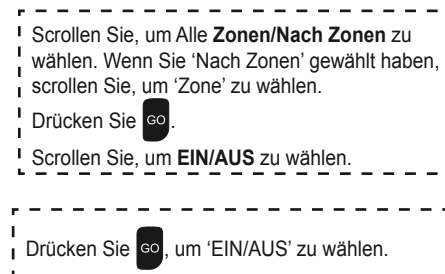 Scrollen Sie, um Alle Zonen/Nach Zonen zu
wählen. Wenn Sie ‘Nach Zonen’ gewählt haben,
scrollen Sie, um ‘Zone’ zu wählen.
Drücken Sie GO.
Scrollen Sie, um EIN/AUS zu wählen.
Drücken Sie GO, um ‘EIN/AUS’ zu wählen.